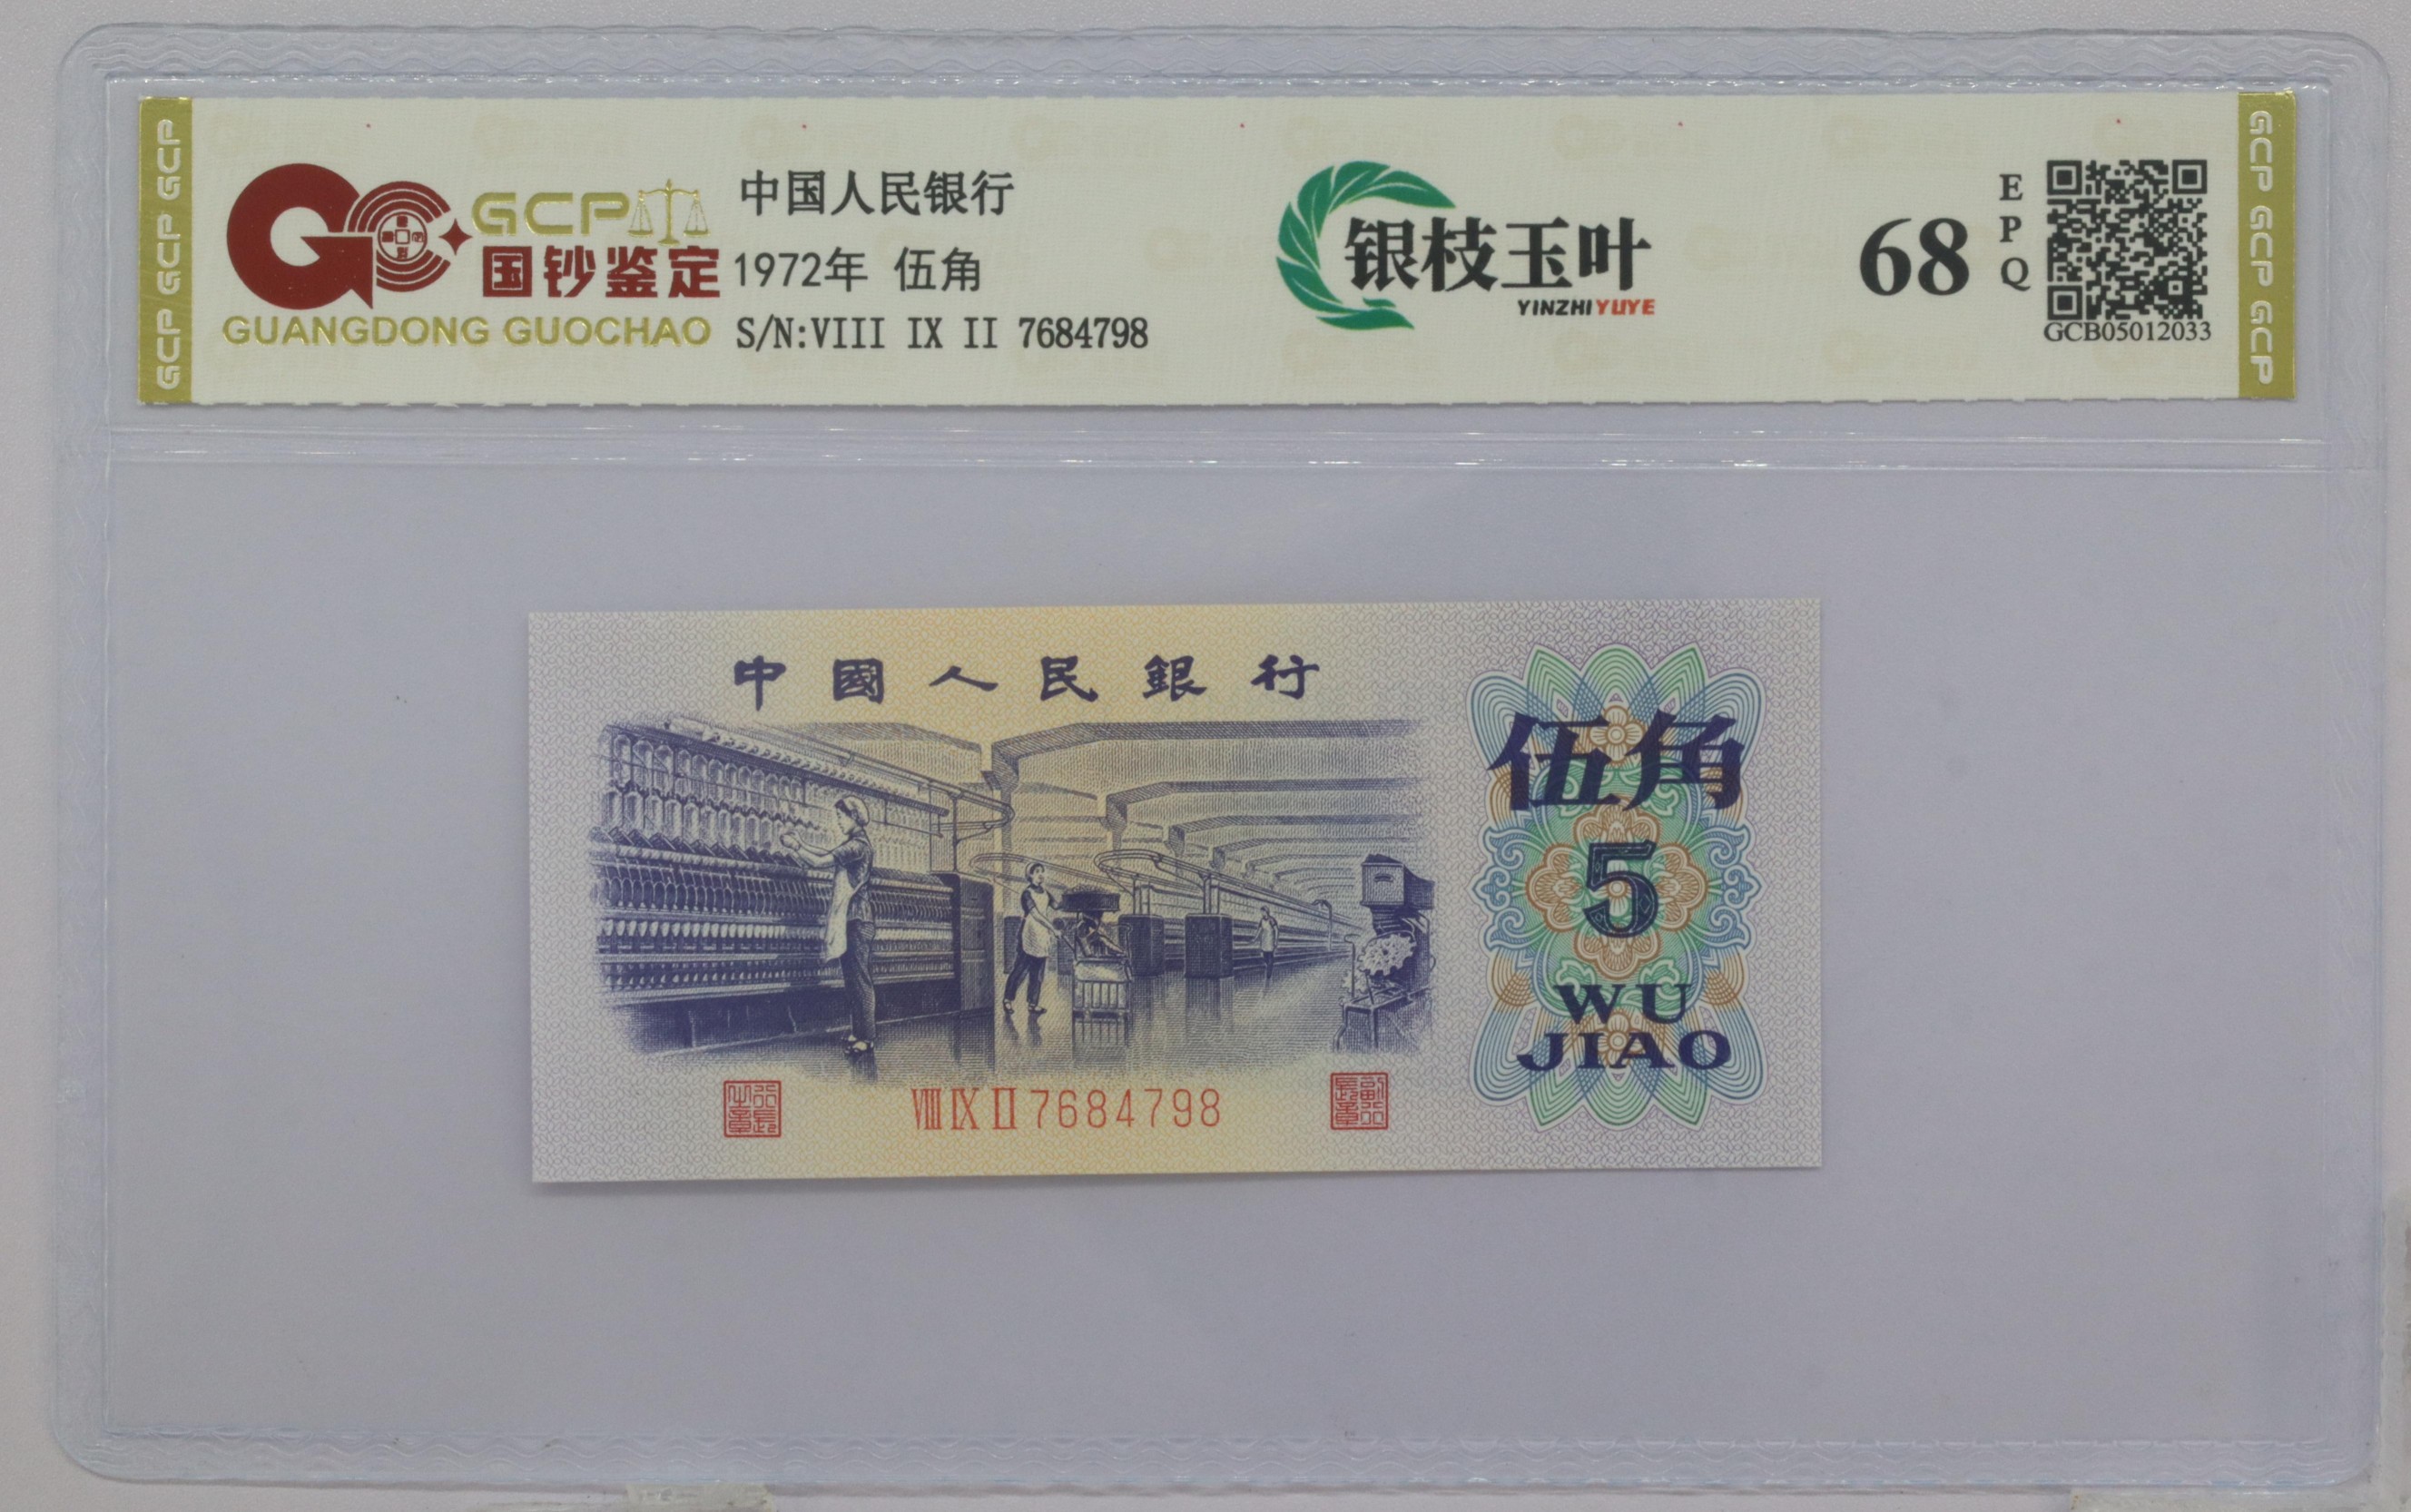 GCP GCP GCP
GCP
国钞鉴定
GUANGDONG GUOCHAO
中国人民银行
1972年 伍角
S/N:VIII IX II 7684798
银枝玉叶
YINZHIYUYE
68
EPQ
GCB05012033
GCP GCP GCP
中國人民銀行
伍角
5
WU
JIAO
VIII IX II 7684798